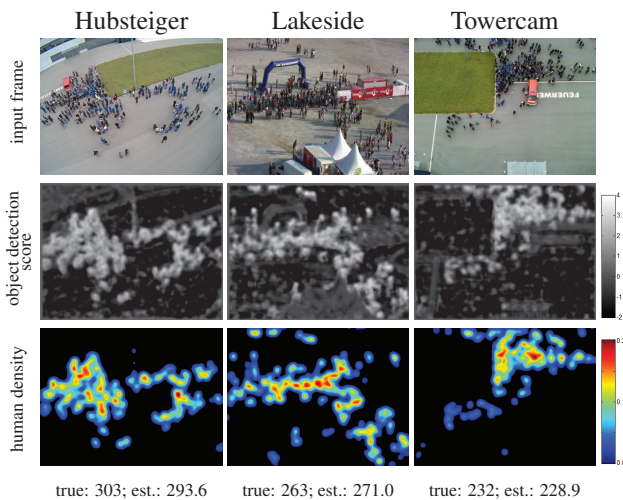 Hubsteiger Lakeside Towercam
input frame
FEUERWE
object detection
score
4
3
2
1
0
-1
-2
human density
true: 303; est.: 293.6 true: 263; est.: 271.0 true: 232; est.: 228.9